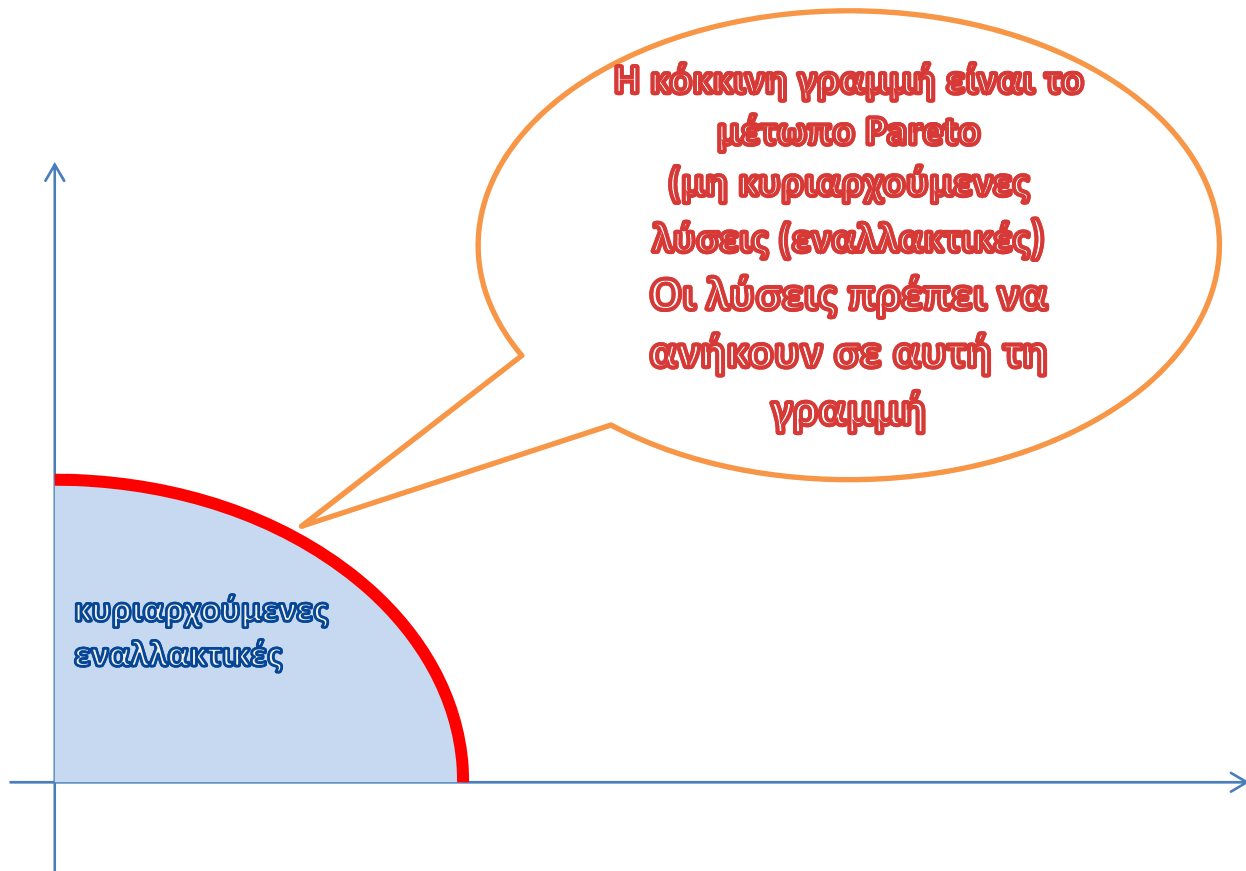 Η κόκκινη γραμμή είναι το
μέτωπο Pareto
(μη κυριαρχούμενες
λύσεις (εναλλακτικές)
Οι λύσεις πρέπει να
ανήκουν σε αυτή τη
γραμμή
κυριαρχούμενες
εναλλακτικές